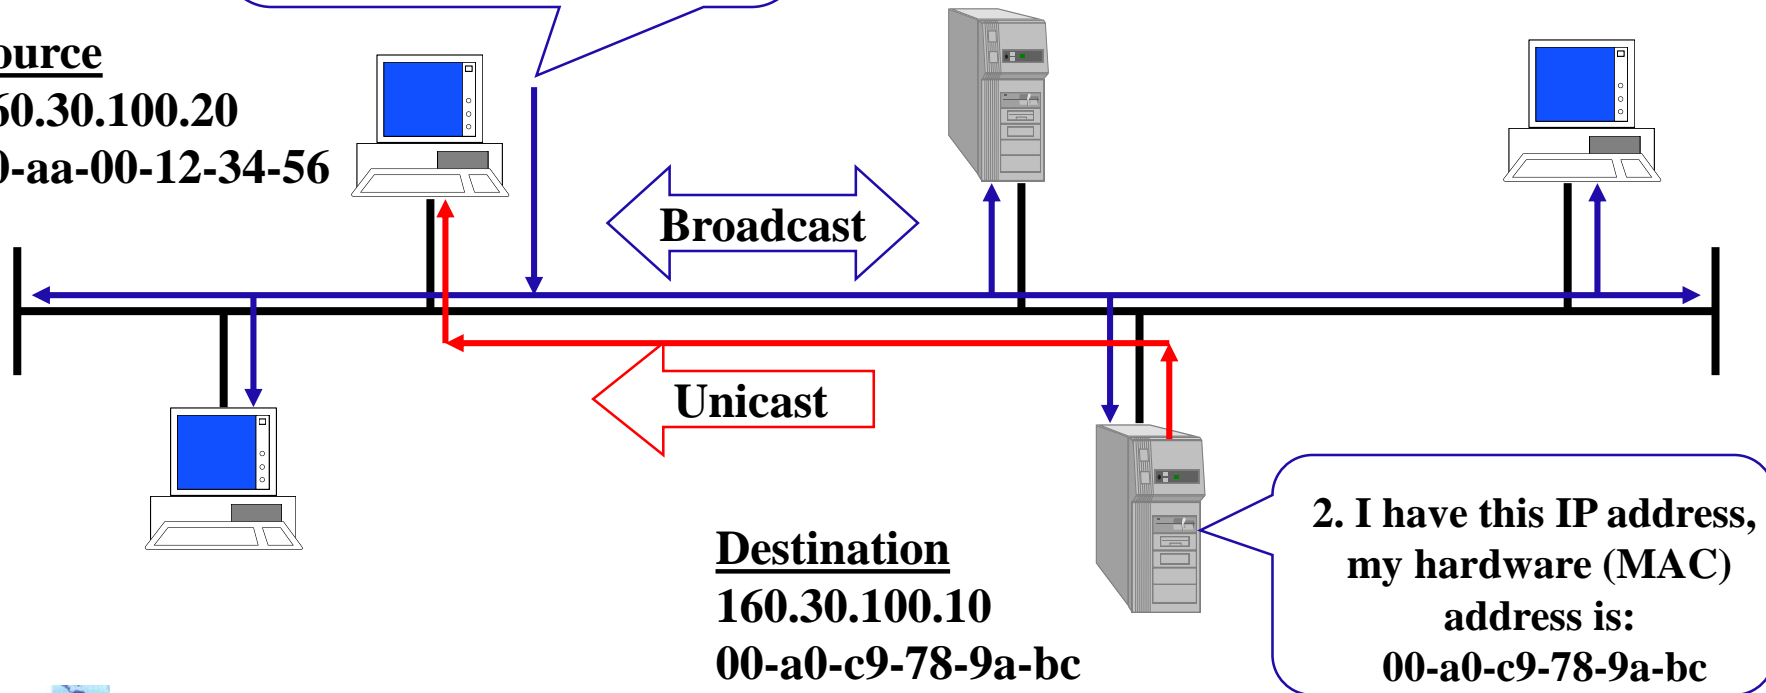 ource
60.30.100.20
0-aa-00-12-34-56
Broadcast
Unicast
Destination
160.30.100.10
00-a0-c9-78-9a-bc
2. I have this IP address,
my hardware (MAC)
address is:
00-a0-c9-78-9a-bc